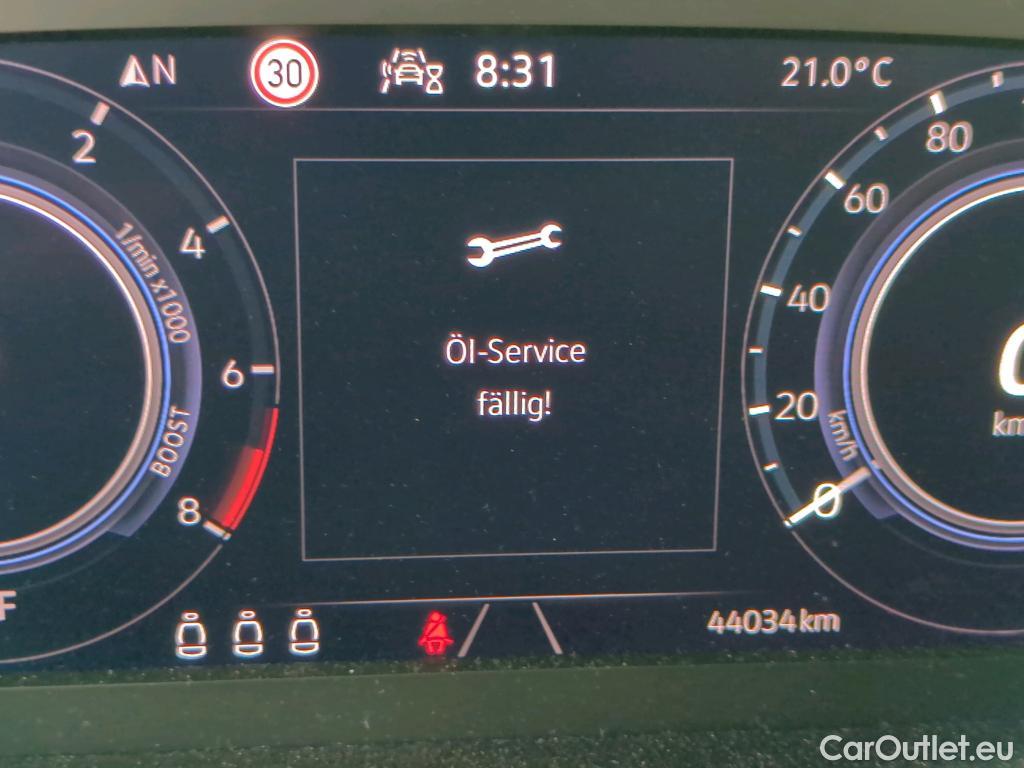 N 30 8:31 21.0°C
Öl-Service
fällig!
2
4
6
8
1/min x1000
BOOST
80
60
40
20
0
km/h
km
F
44034 km
CarOutlet.eu